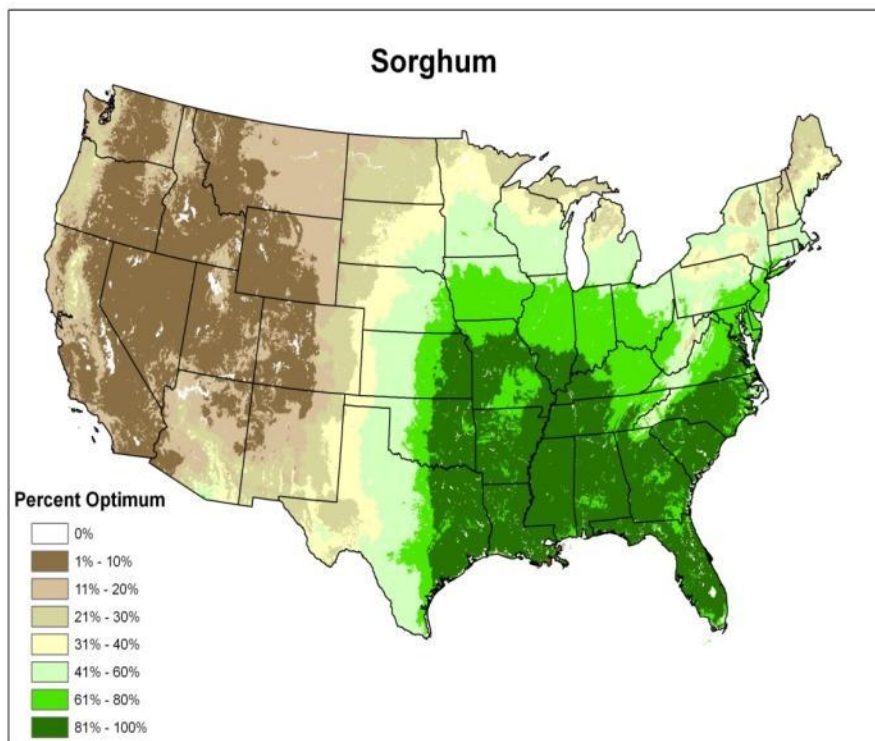 Sorghum
Percent Optimum
0%
1% - 10%
11% - 20%
21% - 30%
31% - 40%
41% - 60%
61% - 80%
81% - 100%